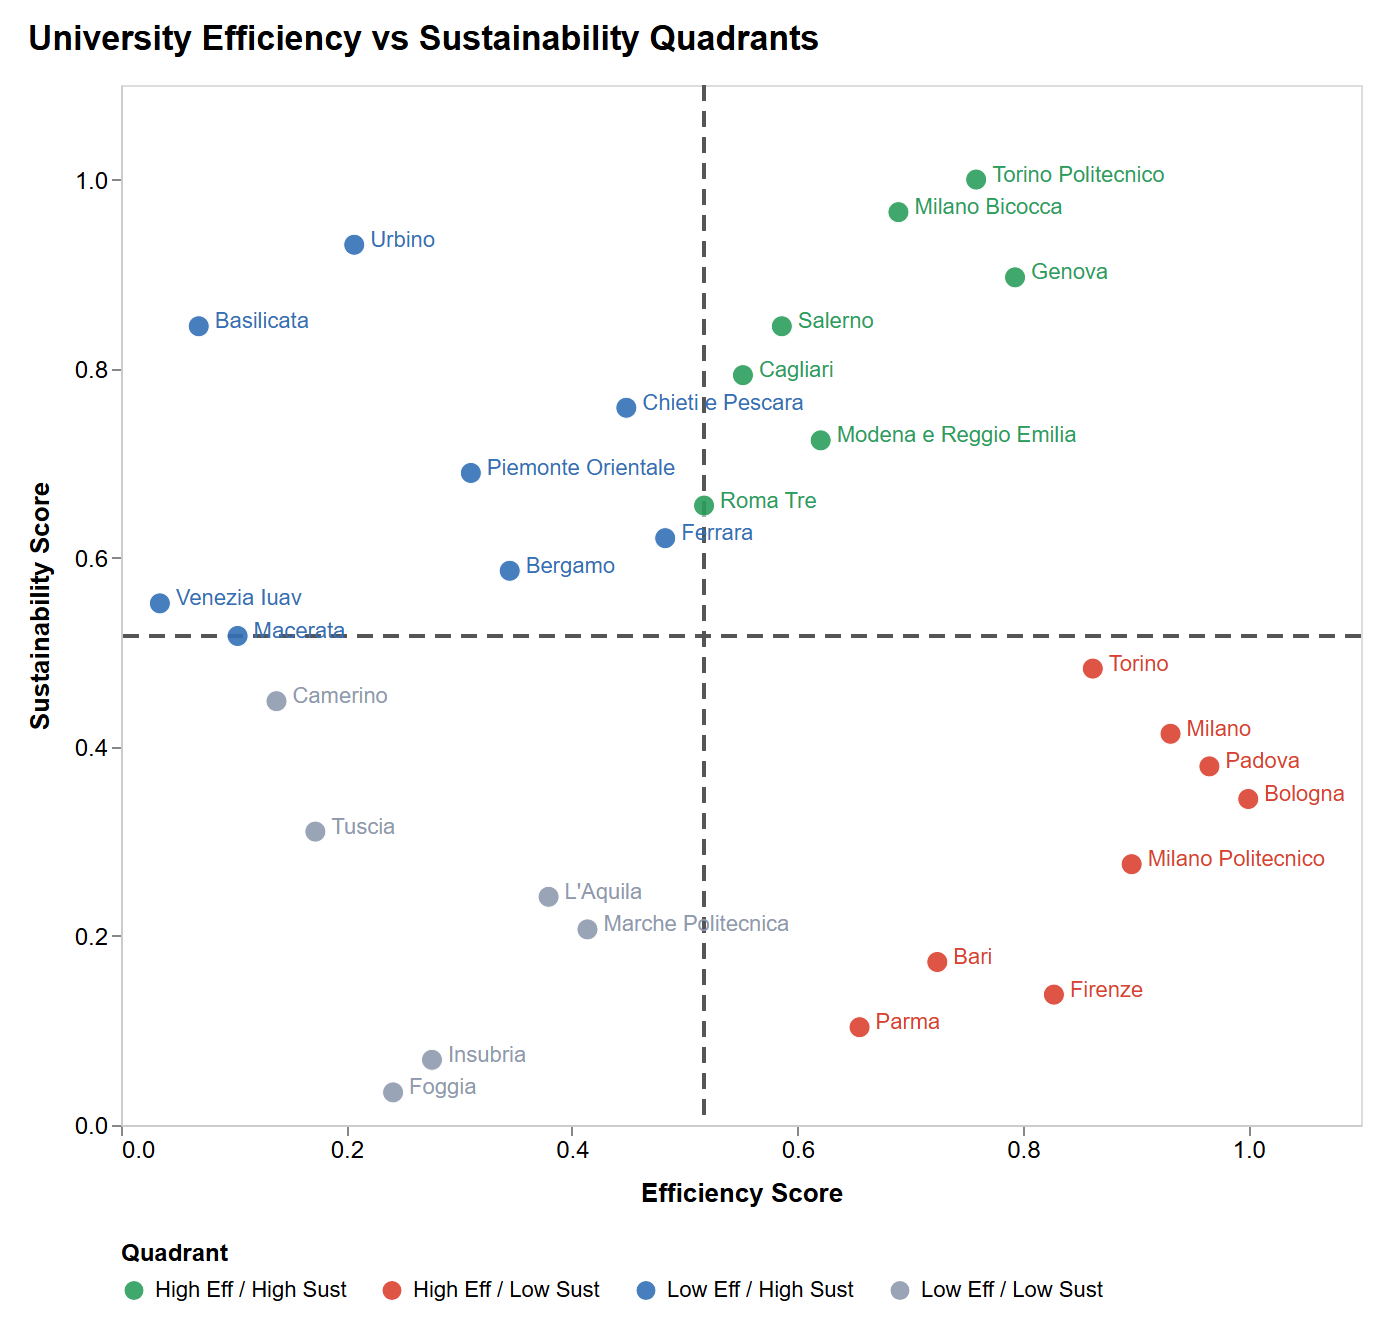 University Efficiency vs Sustainability Quadrants
Sustainability Score
1.0
0.8
0.6
0.4
0.2
0.0
Torino Politecnico
Milano Bicocca
Urbino
Genova
Basilicata
Salerno
Cagliari
Chieti e Pescara
Modena e Reggio Emilia
Piemonte Orientale
Roma Tre
Ferrara
Bergamo
Venezia Iuav
Macerata
Torino
Camerino
Milano
Padova
Bologna
Tuscia
Milano Politecnico
L'Aquila
Marche Politecnica
Bari
Firenze
Parma
Insubria
Foggia
0.0 0.2 0.4 0.6 0.8 1.0
Efficiency Score
Quadrant
High Eff / High Sust High Eff / Low Sust Low Eff / High Sust Low Eff / Low Sust